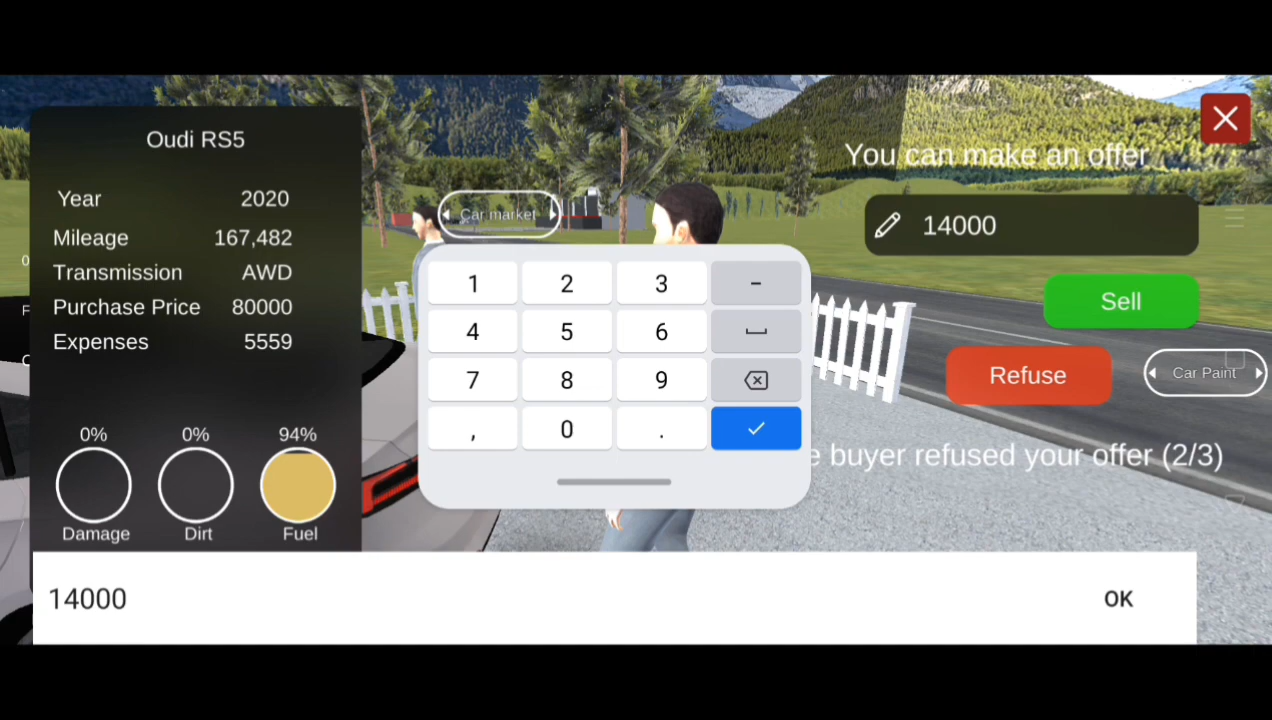 Oudi RS5
Year 2020
Mileage 167,482
Transmission AWD
Purchase Price 80000
Expenses 5559
0% 0% 94%
Damage Dirt Fuel
Car market
You can make an offer
14000
Sell
Refuse
Car Paint
buyer refused your offer (2/3)
1 2 3 -
4 5 6
7 8 9
, 0 .
14000
OK